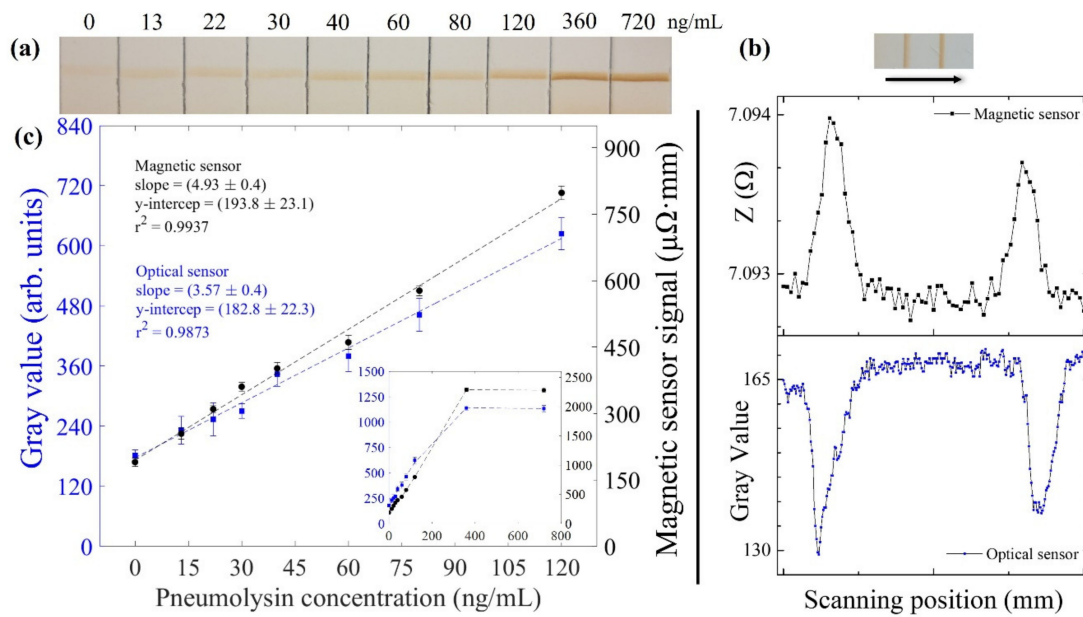 0 13 22 30 40 60 80 120 360 720 ng/mL
(a)
(b)
(c)
840
720
600
480
360
240
120
0
Gray value (arb. units)
Magnetic sensor
slope = (4.93 ± 0.4)
y-intercep = (193.8 ± 23.1)
r² = 0.9937
Optical sensor
slope = (3.57 ± 0.4)
y-intercep = (182.8 ± 22.3)
r² = 0.9873
1500
1250
1000
750
500
250
0
2500
2000
1500
1000
500
0
0 200 400 600 800
900
750
600
450
300
150
0
Magnetic sensor signal (μΩ·mm)
0 15 30 45 60 75 90 105 120
Pneumolysin concentration (ng/mL)
7.094
7.093
Z (Ω)
Magnetic sensor
165
130
Gray Value
Optical sensor
Scanning position (mm)